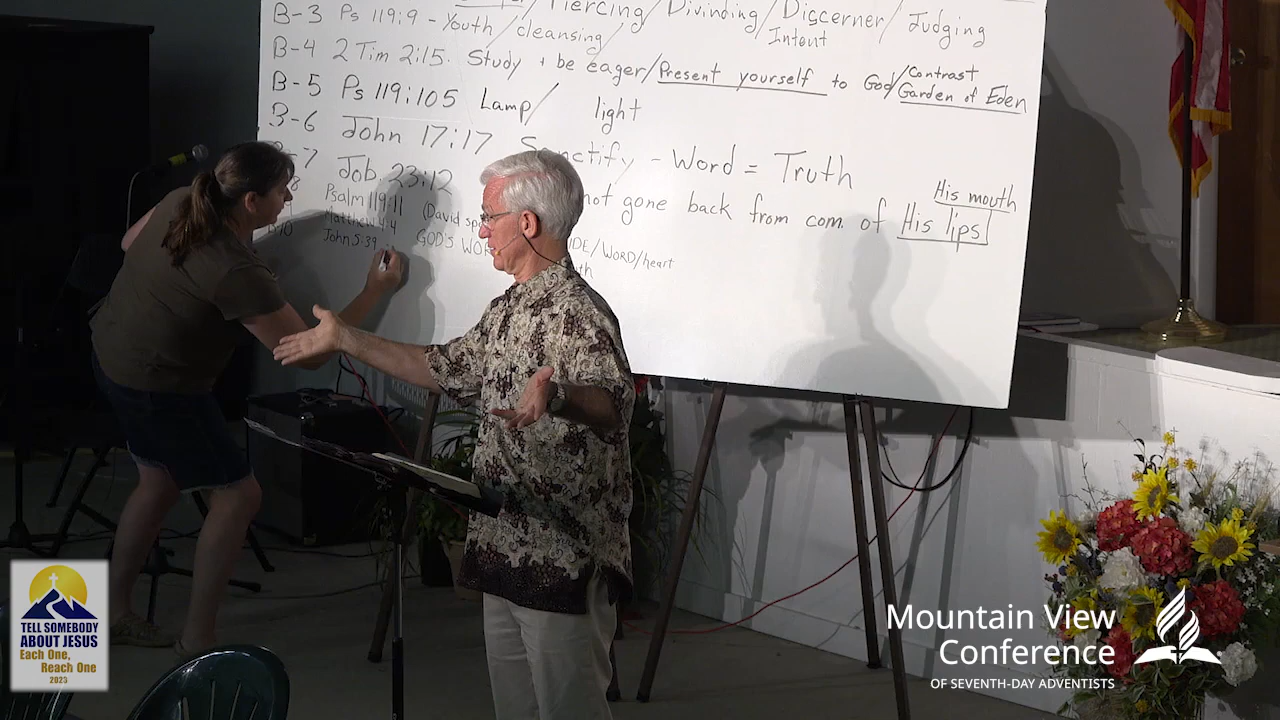 Piercing/Divinding/Discerner/Judging
Intent
B-3 Ps 119:9 - Youth/cleansing/
B-4 2 Tim 2:15. Study + be eager/Present yourself to God/Contrast
Garden of Eden
B-5 Ps 119:105 Lamp/ light
B-6 John 17:17 Sanctify - Word = Truth
7 Job. 23:12 not gone back from com. of His lips
His mouth
8 Psalm 119:11 (David
Matthew 4:4 GOD'S WORD/heart
B-10 John 5:39
TELL SOMEBODY
ABOUT JESUS
Each One,
Reach One
2023
Mountain View
Conference
OF SEVENTH-DAY ADVENTISTS